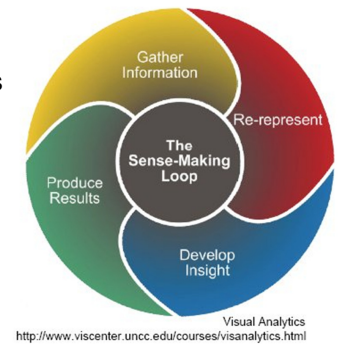 Gather
Information
s
Re-represent
The
Sense-Making
Loop
Produce
Results
Develop
Insight
Visual Analytics
http://www.viscenter.uncc.edu/courses/visanalytics.html